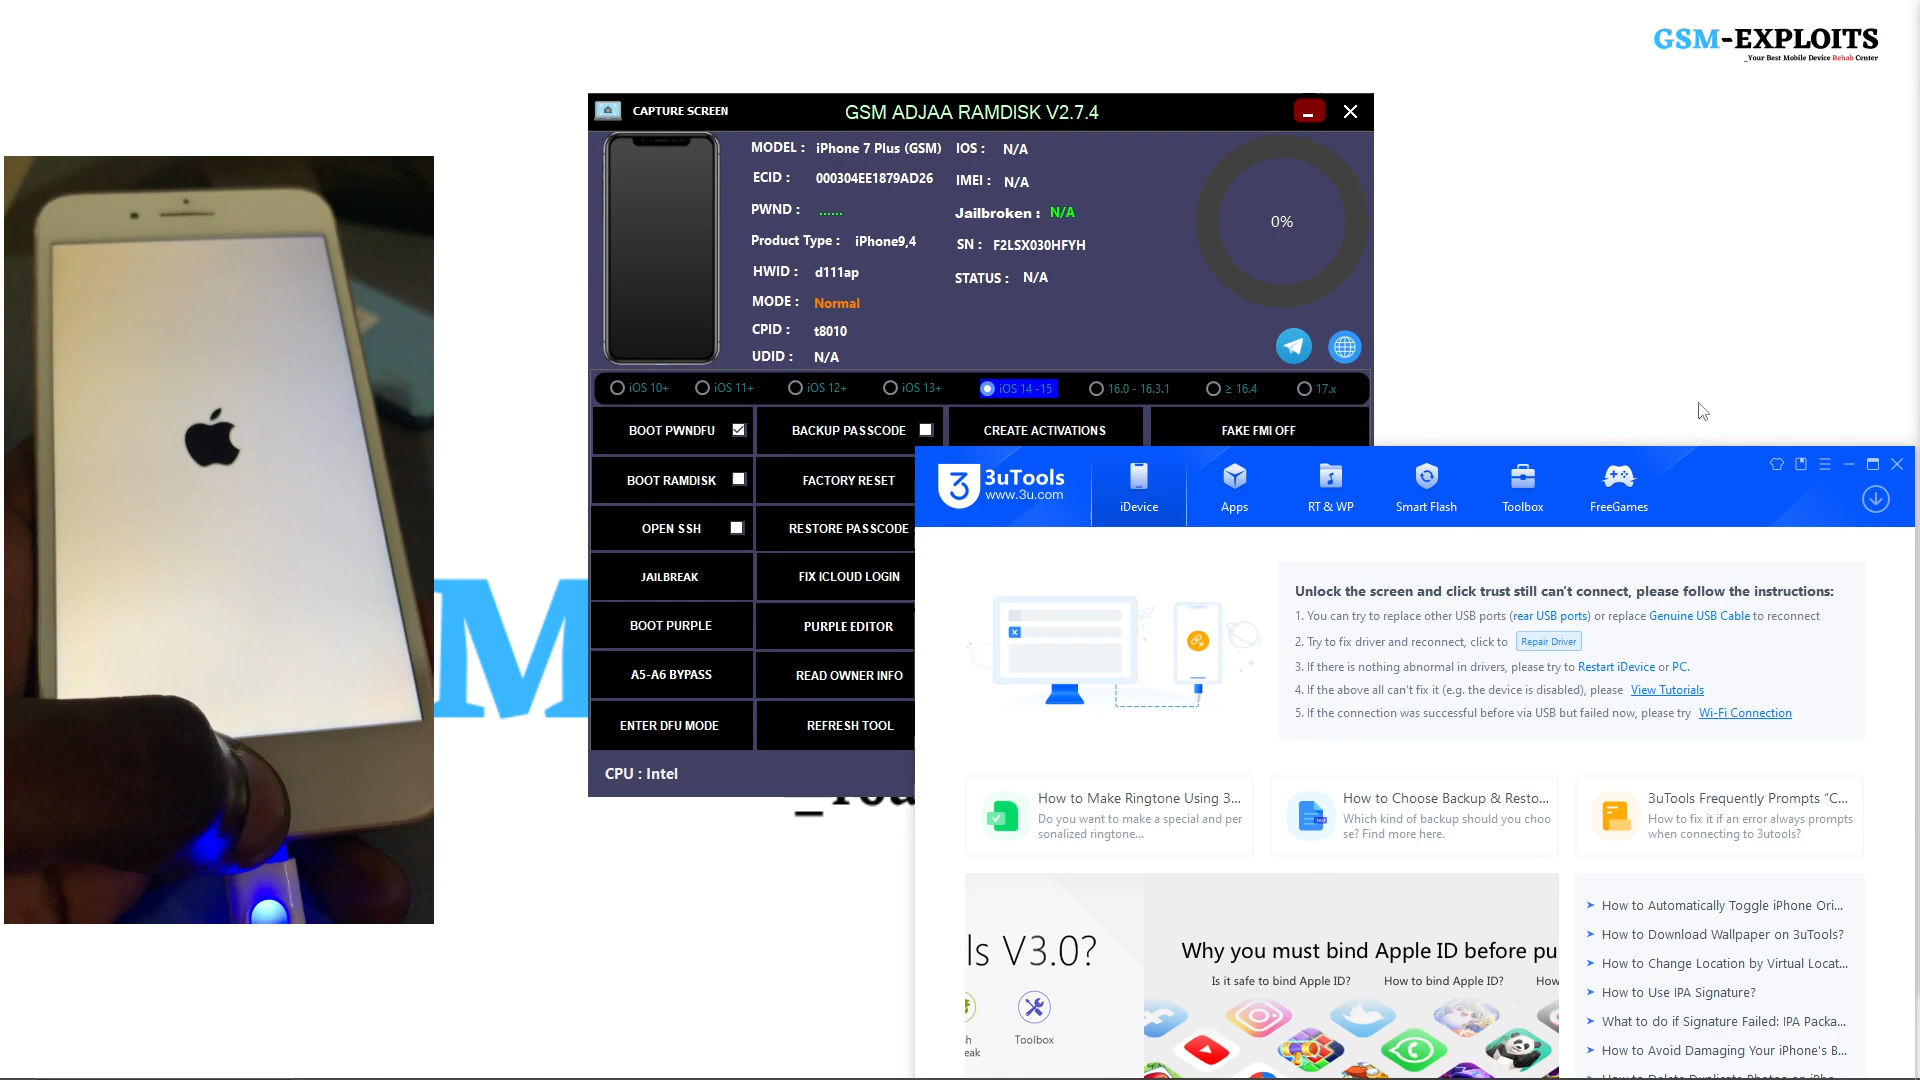 GSM-EXPLOITS
_Your Best Mobile Device Rehab Center
CAPTURE SCREEN
GSM ADJAA RAMDISK V2.7.4
MODEL : iPhone 7 Plus (GSM)
IOS : N/A
ECID : 000304EE1879AD26
IMEI : N/A
PWND : ......
Jailbroken : N/A
Product Type : iPhone9,4
SN : F2LSX030HFYH
HWID : d111ap
STATUS : N/A
MODE : Normal
CPID : t8010
UDID : N/A
0%
iOS 10+ iOS 11+ iOS 12+ iOS 13+ iOS 14 -15 16.0 - 16.3.1 ≥ 16.4 17.x
BOOT PWNDFU BACKUP PASSCODE CREATE ACTIVATIONS FAKE FMI OFF
BOOT RAMDISK FACTORY RESET
OPEN SSH RESTORE PASSCODE
JAILBREAK FIX ICLOUD LOGIN
BOOT PURPLE PURPLE EDITOR
A5-A6 BYPASS READ OWNER INFO
ENTER DFU MODE REFRESH TOOL
CPU : Intel
M
3 3uTools
www.3u.com
iDevice Apps RT & WP Smart Flash Toolbox FreeGames
Unlock the screen and click trust still can't connect, please follow the instructions:
1. You can try to replace other USB ports (rear USB ports) or replace Genuine USB Cable to reconnect
2. Try to fix driver and reconnect, click to Repair Driver
3. If there is nothing abnormal in drivers, please try to Restart iDevice or PC.
4. If the above all can't fix it (e.g. the device is disabled), please View Tutorials
5. If the connection was successful before via USB but failed now, please try Wi-Fi Connection
How to Make Ringtone Using 3...
Do you want to make a special and per
sonalized ringtone...
How to Choose Backup & Resto...
Which kind of backup should you choo
se? Find more here.
3uTools Frequently Prompts “C...
How to fix it if an error always prompts
when connecting to 3utools?
ls V3.0?
Toolbox
h
eak
Why you must bind Apple ID before pu
Is it safe to bind Apple ID? How to bind Apple ID? How
How to Automatically Toggle iPhone Ori...
How to Download Wallpaper on 3uTools?
How to Change Location by Virtual Locat...
How to Use IPA Signature?
What to do if Signature Failed: IPA Packa...
How to Avoid Damaging Your iPhone's B...